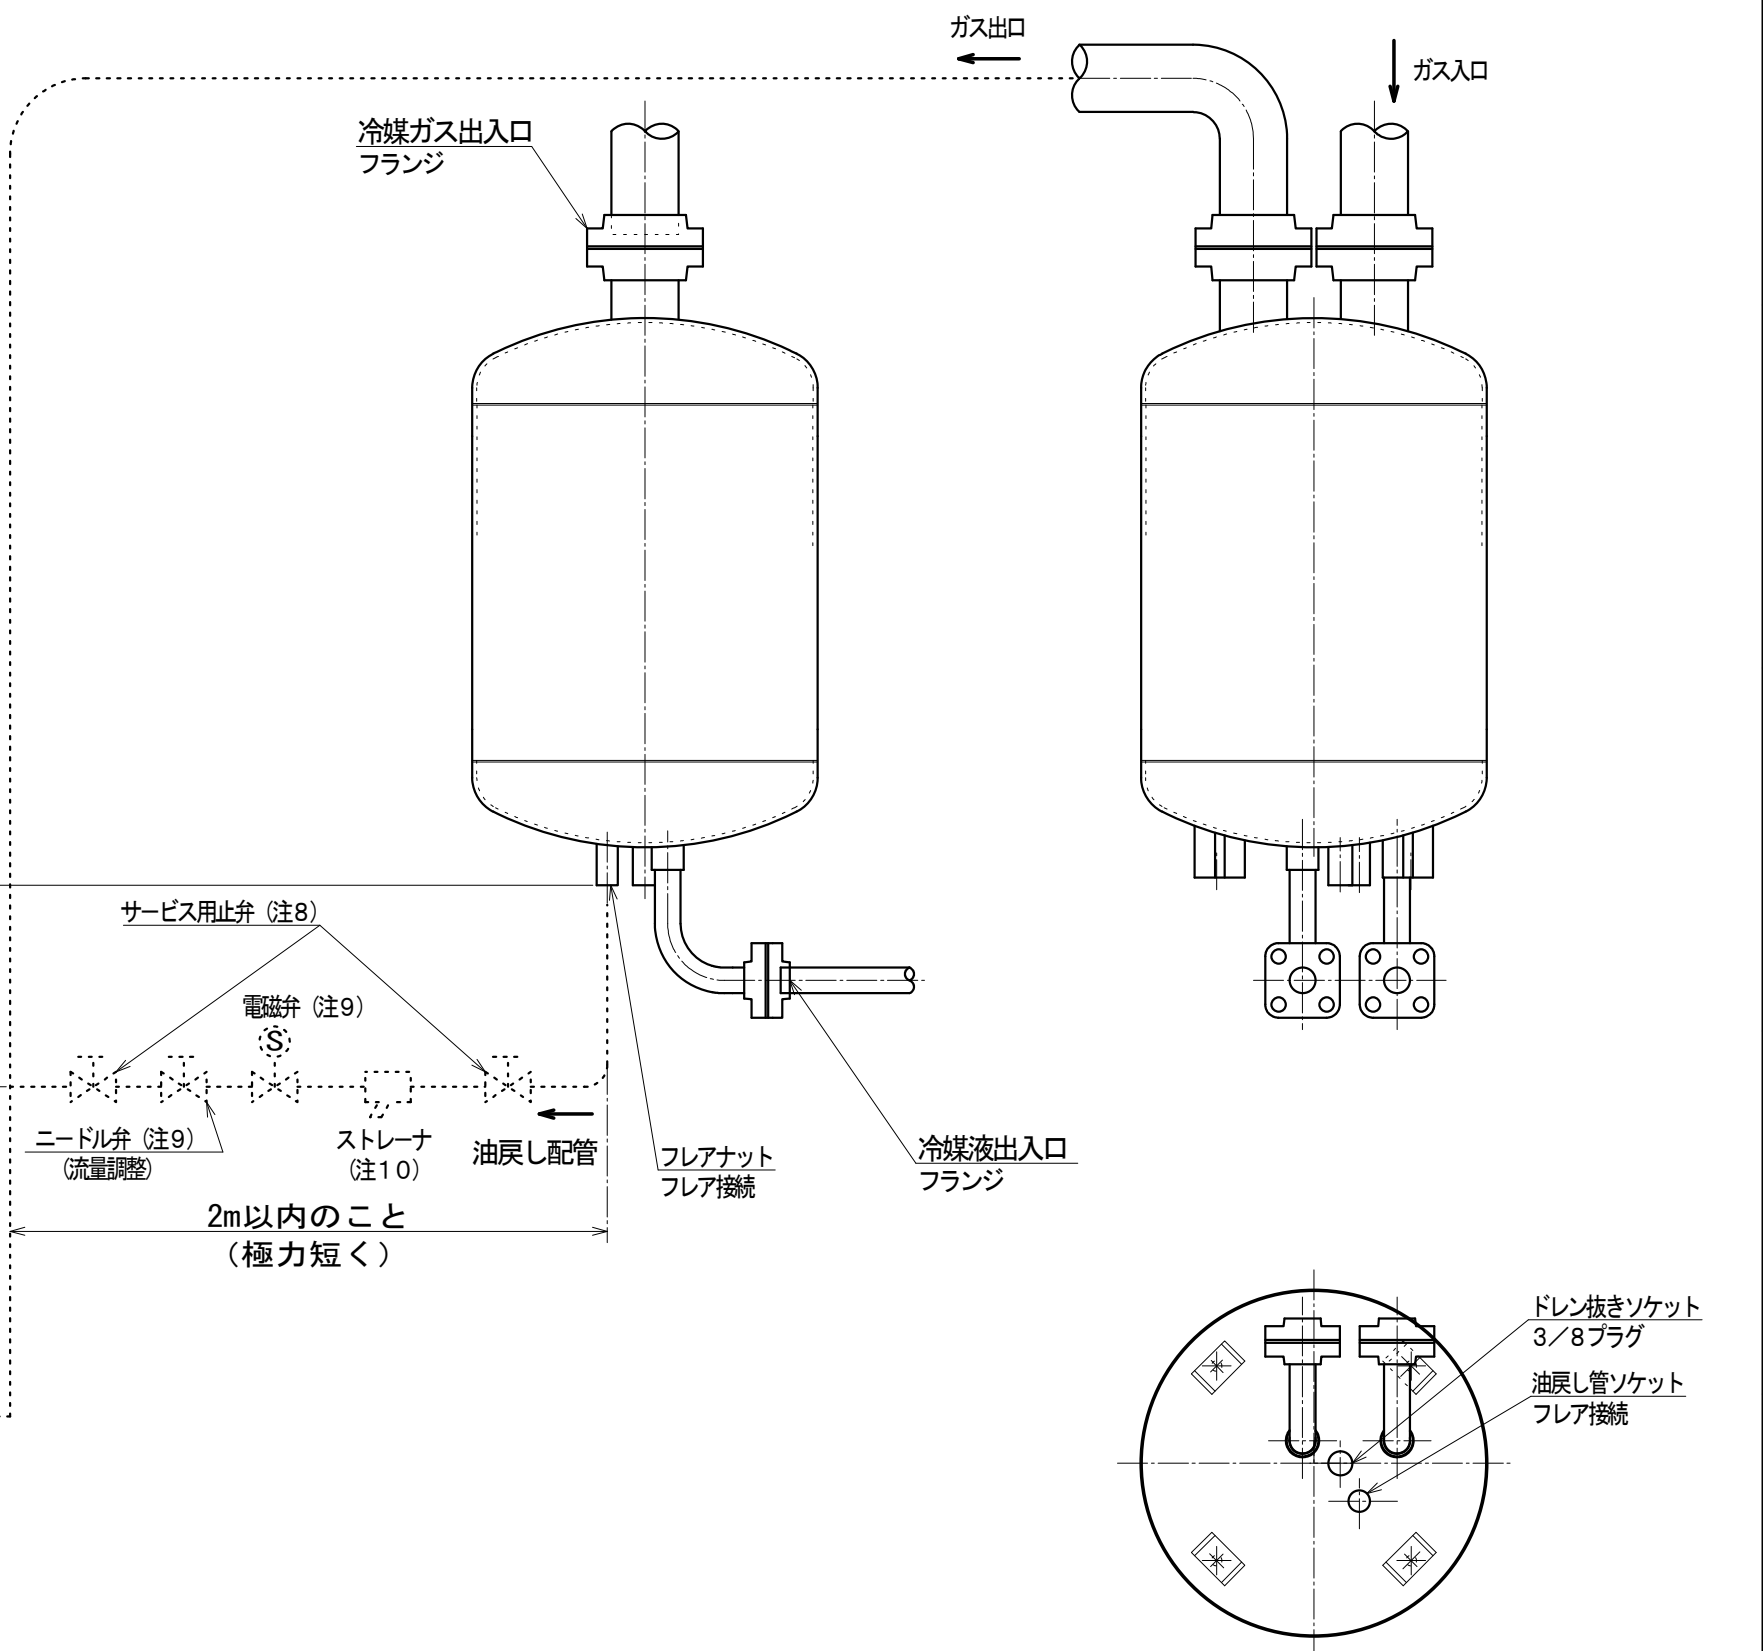 ガス出口
ガス入口
冷媒ガス出入口
フランジ
サービス用止弁（注8）
電磁弁（注9）
S
ニードル弁（注9）
（流量調整）
ストレーナ
（注10）
油戻し配管
フレアナット
フレア接続
冷媒液出入口
フランジ
2m以内のこと
（極力短く）
ドレン抜きソケット
3／8プラグ
油戻し管ソケット
フレア接続